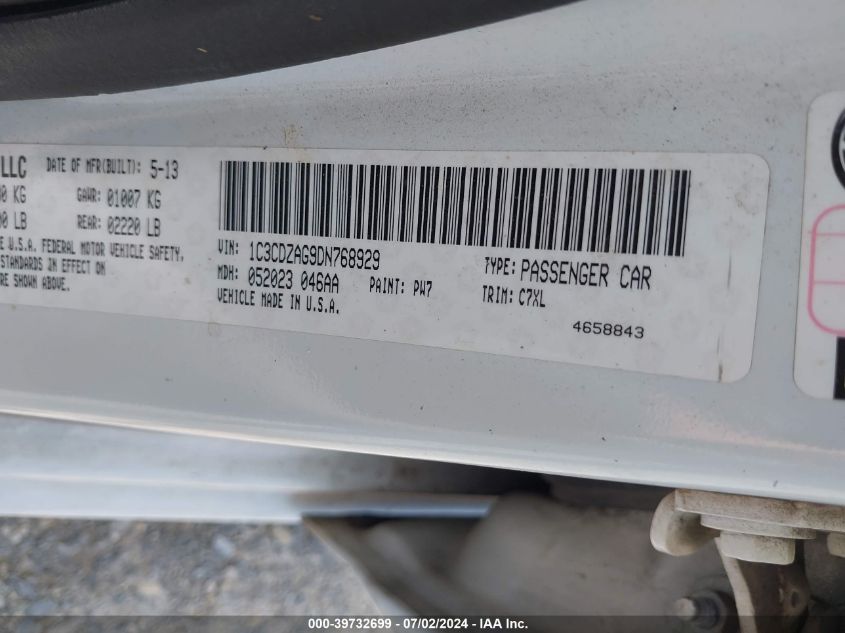 LLC DATE OF MFR(BUILT): 5-13
0 KG GAWR: 01007 KG
0 LB REAR: 02220 LB
E U.S.A. FEDERAL MOTOR VEHICLE SAFETY,
STANDARDS IN EFFECT ON
RE SHOWN ABOVE.
VIN: 1C3CDZAG9DN768929 TYPE: PASSENGER CAR
MDH: 052023 046AA PAINT: PW7 TRIM: C7XL
VEHICLE MADE IN U.S.A.
4658843
000-39732699 - 07/02/2024 - IAA Inc.